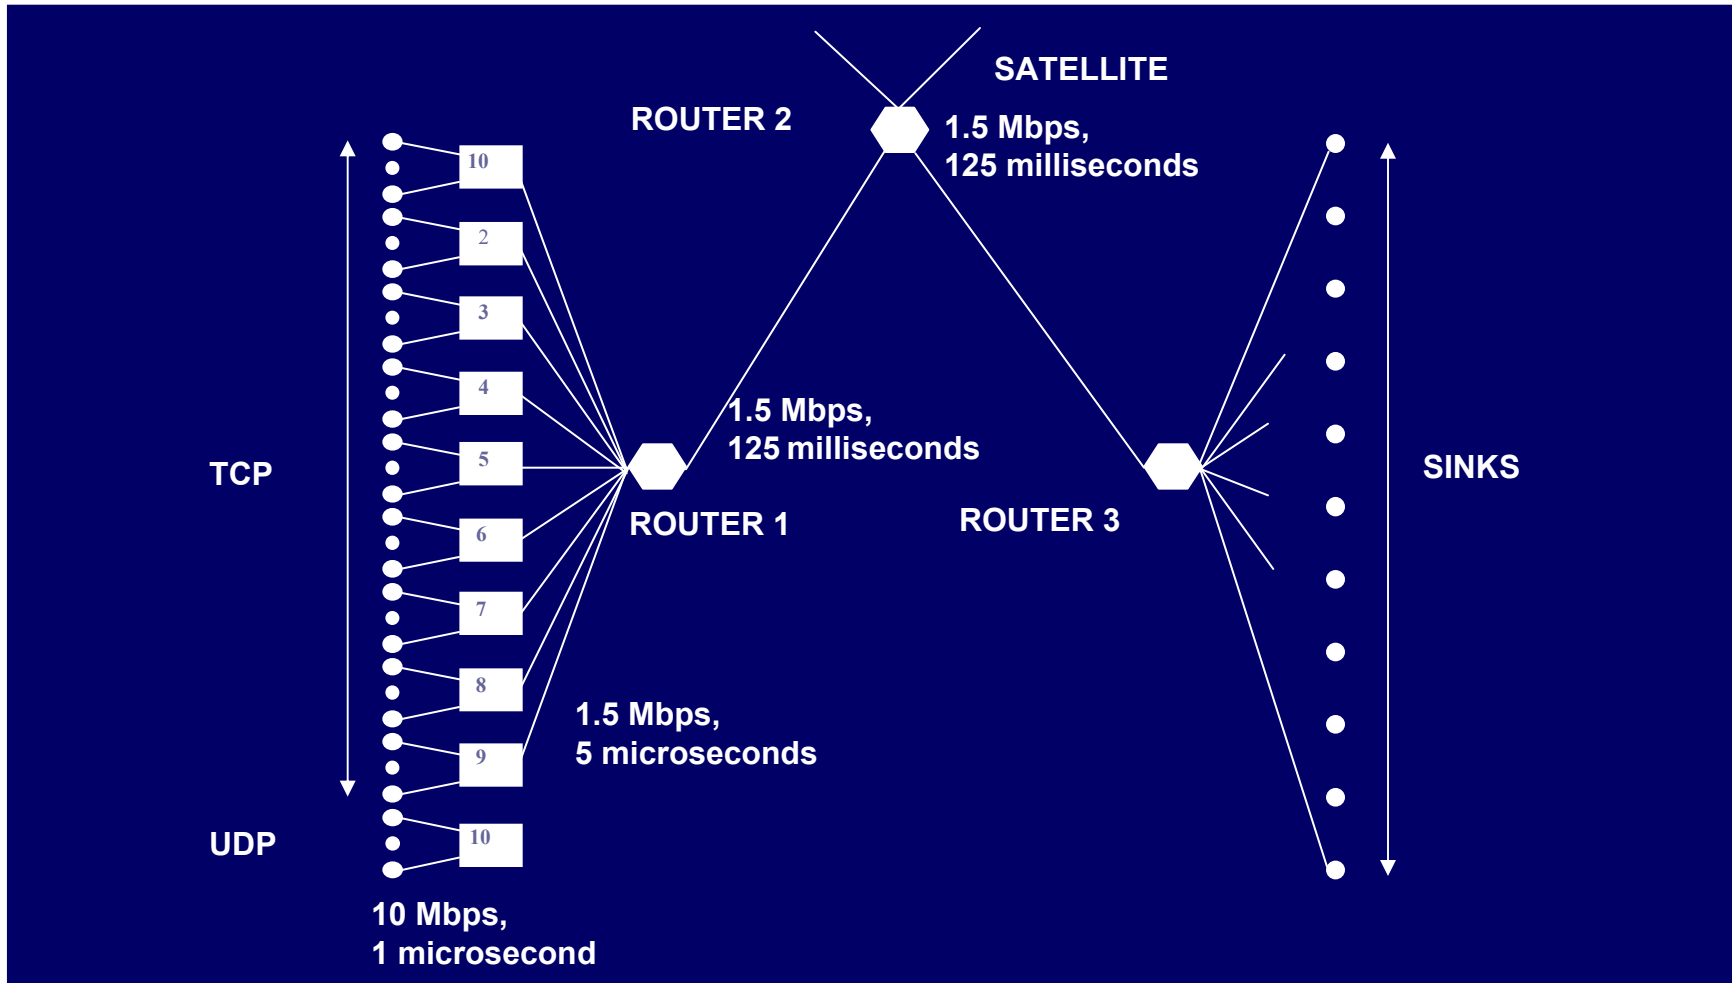 SATELLITE
ROUTER 2
1.5 Mbps,
125 milliseconds
10
2
3
4
5
6
7
8
9
10
TCP
UDP
1.5 Mbps,
125 milliseconds
ROUTER 1
ROUTER 3
SINKS
1.5 Mbps,
5 microseconds
10 Mbps,
1 microsecond